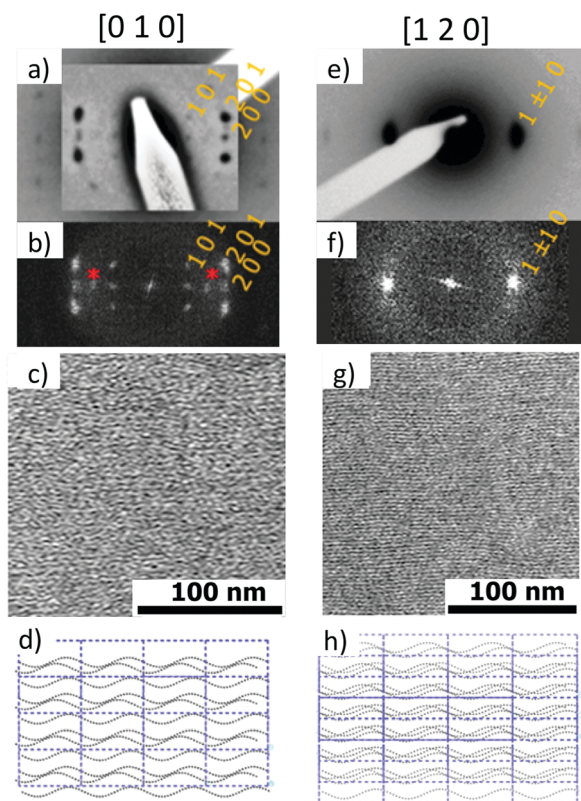 [0 1 0]
[1 2 0]
a)
1 0 1
2 0 1
2 0 0
e)
1 ± 1 0
b)
1 0 1
2 0 1
2 0 0
*
*
f)
1 ± 1 0
c)
100 nm
g)
100 nm
d)
h)